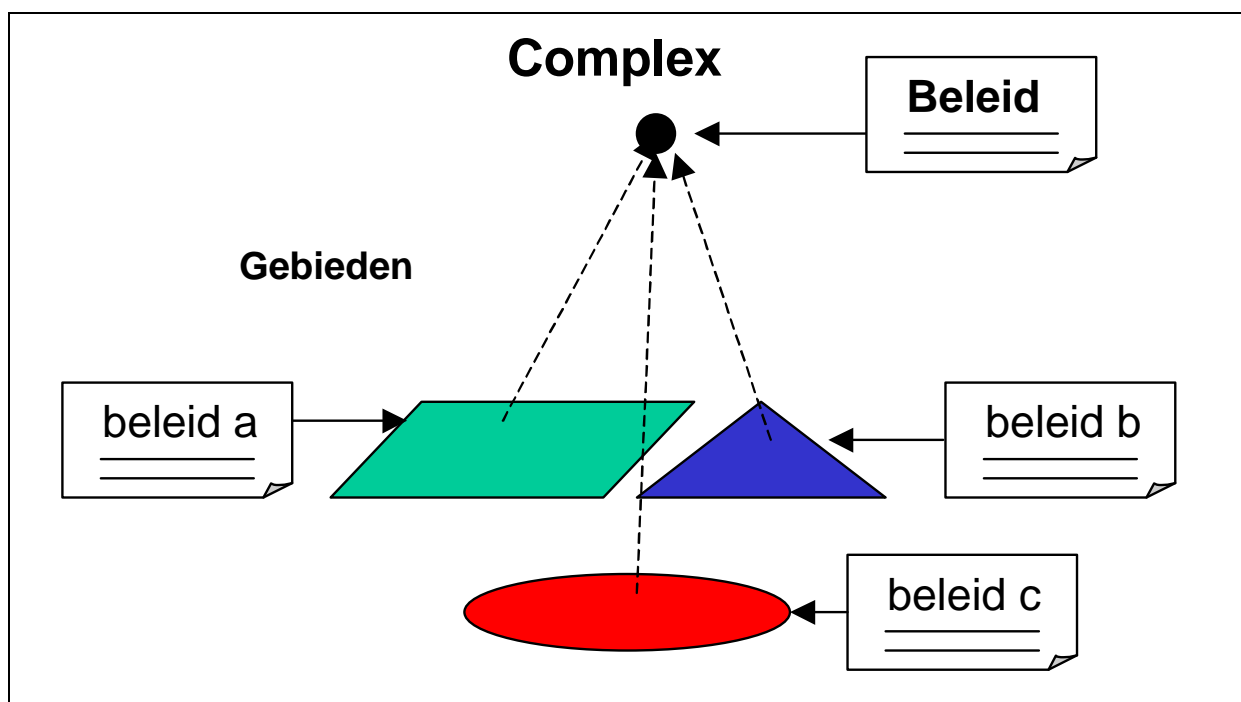 Complex
Beleid
Gebieden
beleid a
beleid b
beleid c